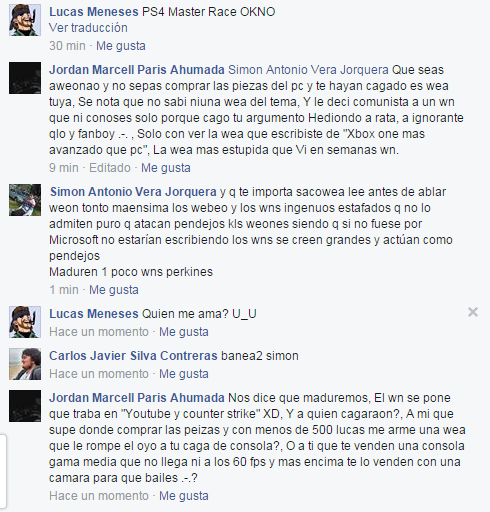 Lucas Meneses PS4 Master Race OKNO
Ver traducción
30 min · Me gusta
Jordan Marcell Paris Ahumada Simon Antonio Vera Jorquera Que seas
aweonao y no sepas comprar las piezas del pc y te hayan cagado es wea
tuya, Se nota que no sabi niuna wea del tema, Y le deci comunista a un wn
que ni conoses solo porque cago tu argumento Hediondo a rata, a ignorante
qlo y fanboy .-. , Solo con ver la wea que escribiste de "Xbox one mas
avanzado que pc", La wea mas estupida que Vi en semanas wn.
9 min · Editado · Me gusta
Simon Antonio Vera Jorquera y q te importa sacowea lee antes de ablar
weon tonto maensima los webeo y los wns ingenuos estafados q no lo
admiten puro q atacan pendejos kls weones siendo q si no fuese por
Microsoft no estarían escribiendo los wns se creen grandes y actúan como
pendejos
Maduren 1 poco wns perkines
1 min · Me gusta
Lucas Meneses Quien me ama? U_U
Hace un momento · Me gusta
Carlos Javier Silva Contreras banea2 simon
Hace un momento · Me gusta
Jordan Marcell Paris Ahumada Nos dice que maduremos, El wn se pone
que traba en "Youtube y counter strike" XD, Y a quien cagaraon?, A mi que
supe donde comprar las peizas y con menos de 500 lucas me arme una wea
que le rompe el oyo a tu caga de consola?, O a ti que te venden una consola
gama media que no llega ni a los 60 fps y mas encima te lo venden con una
camara para que bailes .-.?
Hace un momento · Me gusta